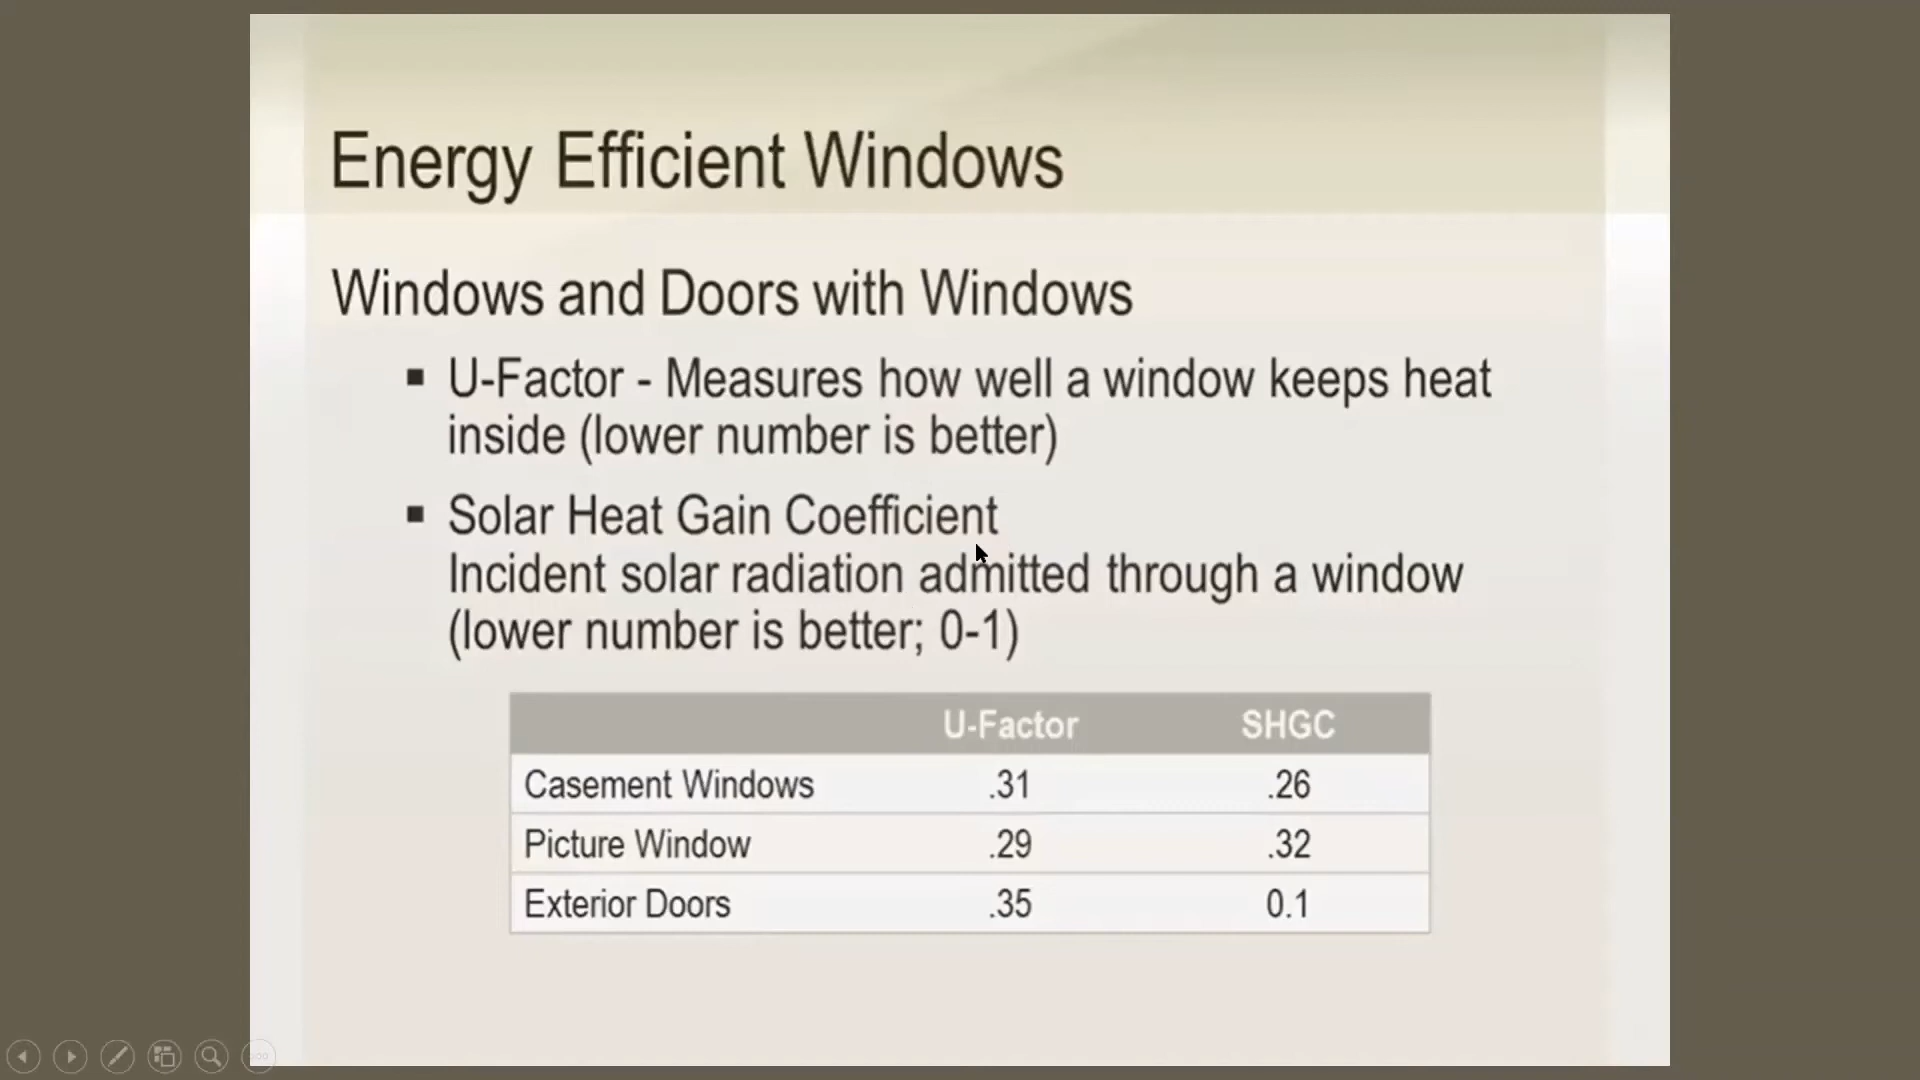 Energy Efficient Windows
Windows and Doors with Windows
▪ U-Factor - Measures how well a window keeps heat
inside (lower number is better)
▪ Solar Heat Gain Coefficient
Incident solar radiation admitted through a window
(lower number is better; 0-1)
U-Factor SHGC
Casement Windows .31 .26
Picture Window .29 .32
Exterior Doors .35 0.1